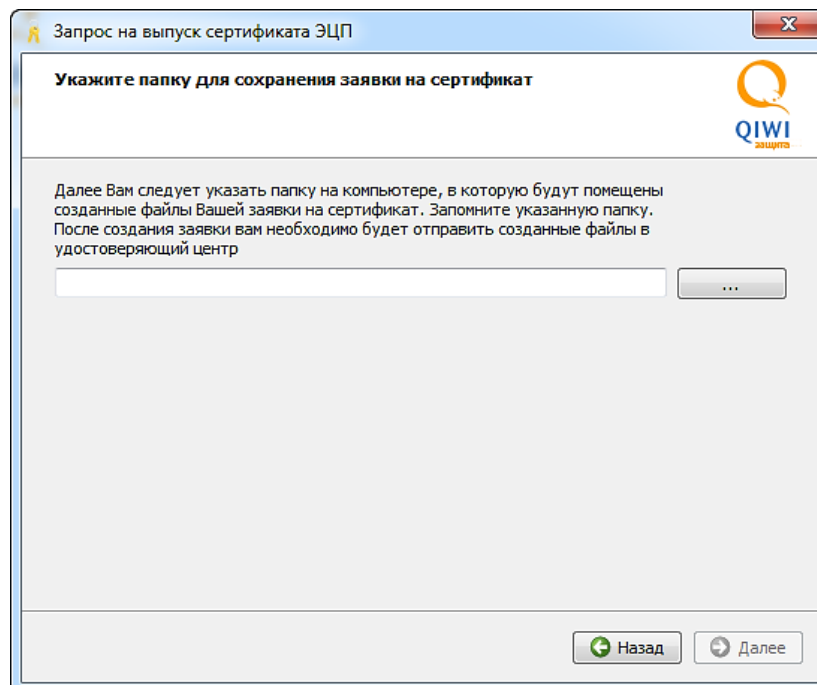 Запрос на выпуск сертификата ЭЦП
Укажите папку для сохранения заявки на сертификат
QIWI
защита
Далее Вам следует указать папку на компьютере, в которую будут помещены
созданные файлы Вашей заявки на сертификат. Запомните указанную папку.
После создания заявки вам необходимо будет отправить созданные файлы в
удостоверяющий центр
...
Назад
Далее